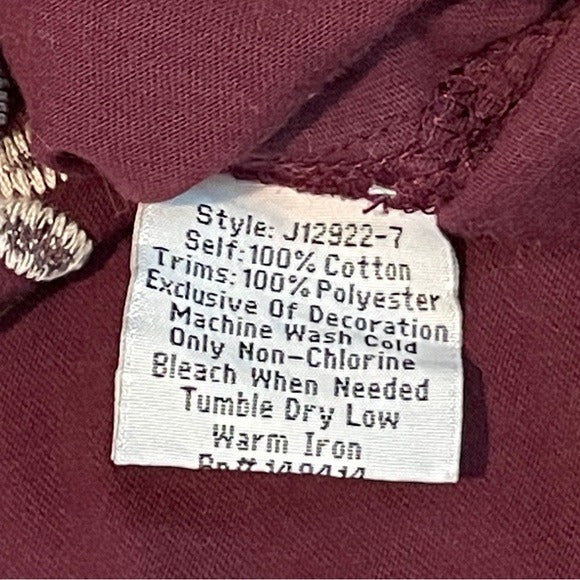 Style: J12922-7
Self: 100% Cotton
Trims: 100% Polyester
Exclusive Of Decoration
Machine Wash Cold
Only Non-Chlorine
Bleach When Needed
Tumble Dry Low
Warm Iron